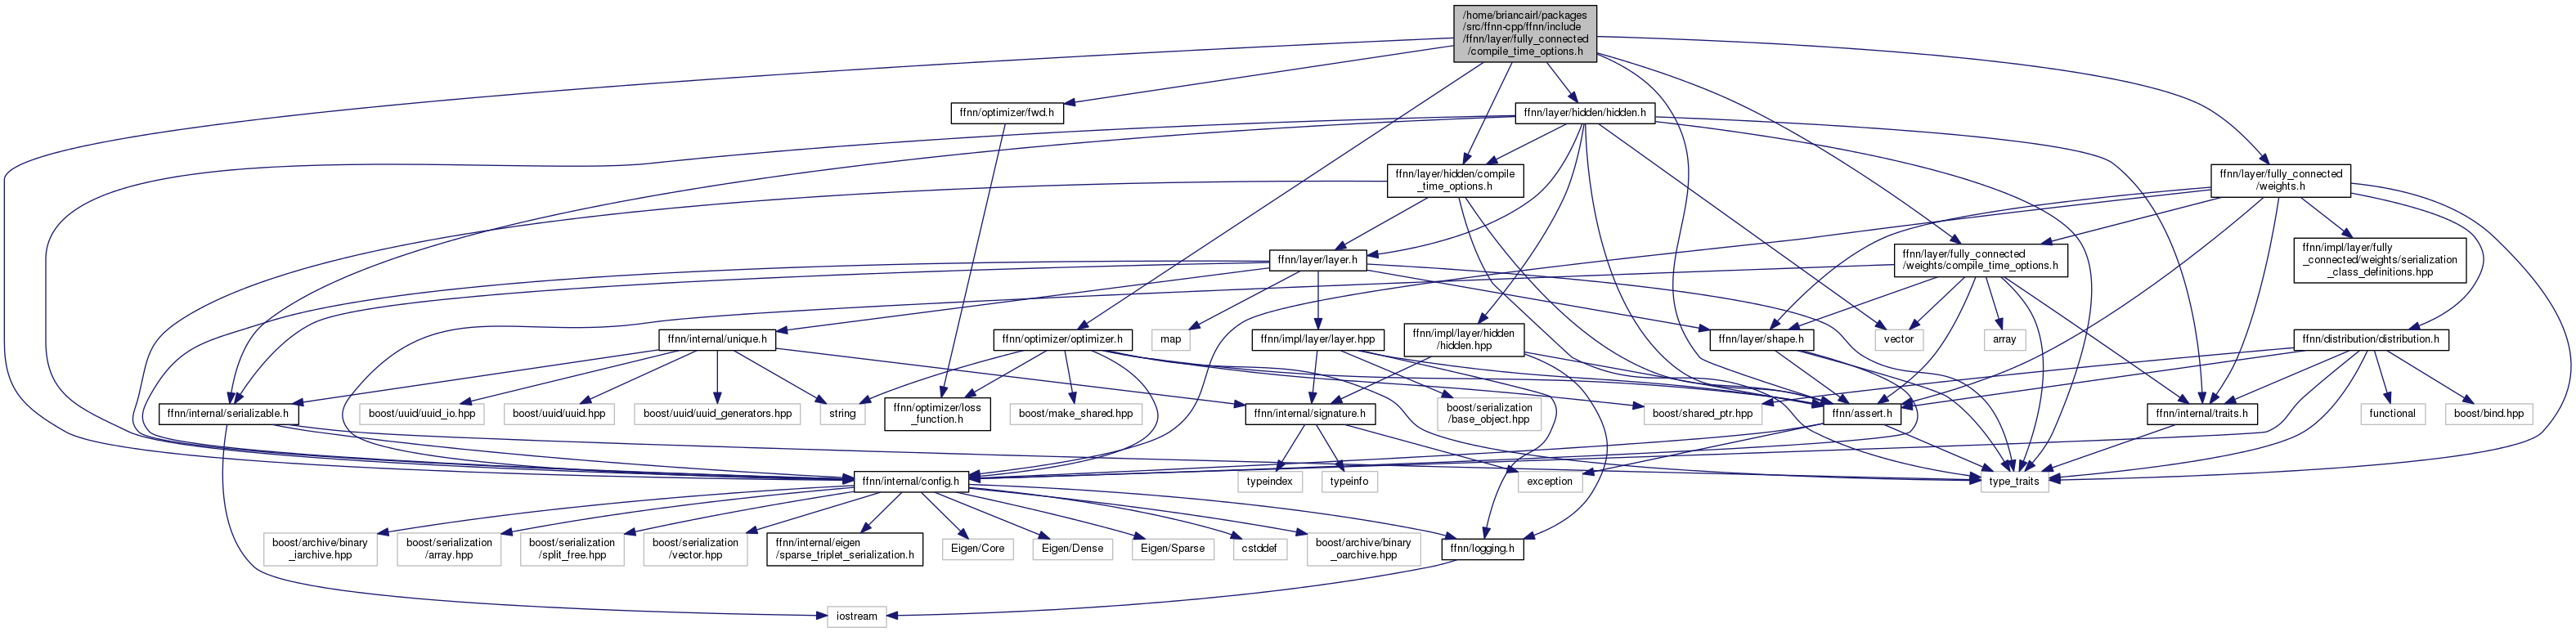 /home/briancairl/packages
/src/ffnn-cpp/ffnn/include
/ffnn/layer/fully_connected
/compile_time_options.h
ffnn/optimizer/fwd.h
ffnn/layer/hidden/hidden.h
ffnn/layer/hidden/compile
_time_options.h
ffnn/layer/fully_connected
/weights.h
ffnn/layer/layer.h
ffnn/layer/fully_connected
/weights/compile_time_options.h
ffnn/impl/layer/fully
_connected/weights/serialization
_class_definitions.hpp
ffnn/internal/unique.h
ffnn/optimizer/optimizer.h
map
ffnn/impl/layer/layer.hpp
ffnn/impl/layer/hidden
/hidden.hpp
ffnn/layer/shape.h
vector
array
ffnn/distribution/distribution.h
ffnn/internal/serializable.h
boost/uuid/uuid_io.hpp
boost/uuid/uuid.hpp
boost/uuid/uuid_generators.hpp
string
ffnn/optimizer/loss
_function.h
boost/make_shared.hpp
ffnn/internal/signature.h
boost/serialization
/base_object.hpp
boost/shared_ptr.hpp
ffnn/assert.h
ffnn/internal/traits.h
functional
boost/bind.hpp
ffnn/internal/config.h
typeindex
typeinfo
exception
type_traits
boost/archive/binary
_iarchive.hpp
boost/serialization
/array.hpp
boost/serialization
/split_free.hpp
boost/serialization
/vector.hpp
ffnn/internal/eigen
/sparse_triplet_serialization.h
Eigen/Core
Eigen/Dense
Eigen/Sparse
cstddef
boost/archive/binary
_oarchive.hpp
ffnn/logging.h
iostream